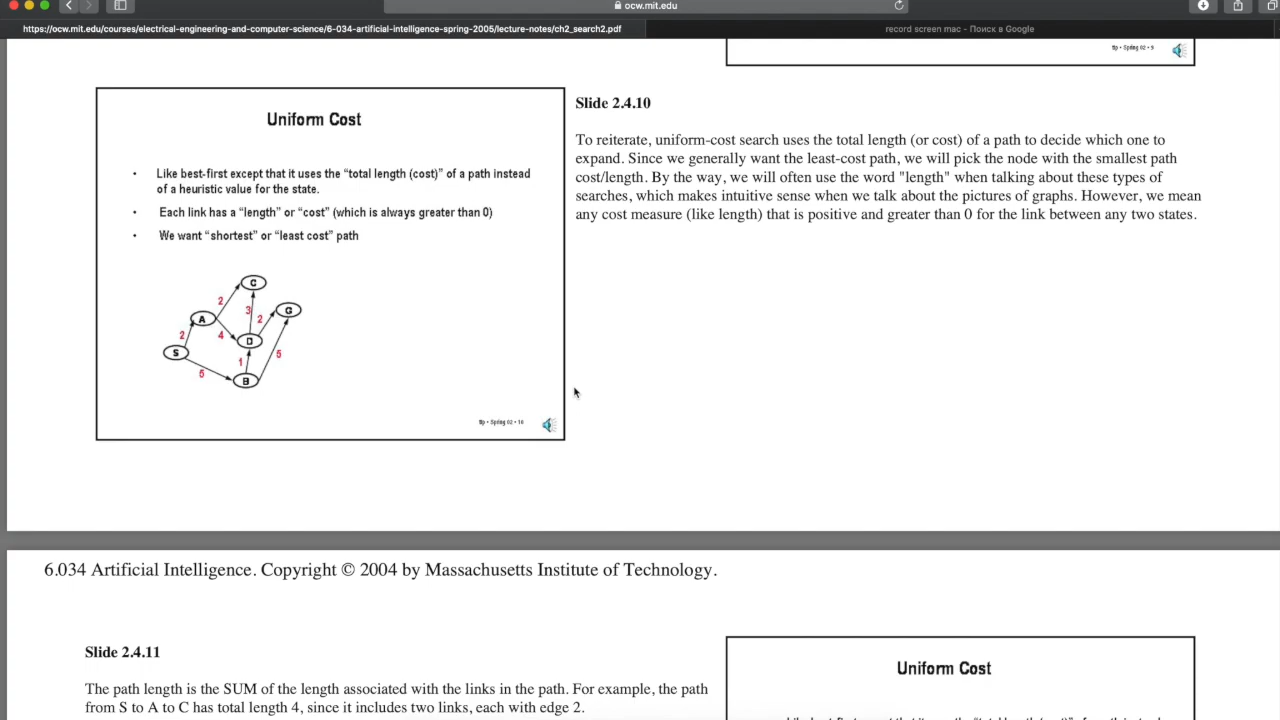 ocw.mit.edu
https://ocw.mit.edu/courses/electrical-engineering-and-computer-science/6-034-artificial-intelligence-spring-2005/lecture-notes/ch2_search2.pdf
record screen mac - Поиск в Google
tlp • Spring 02 • 9
Uniform Cost
• Like best-first except that it uses the “total length (cost)” of a path instead
of a heuristic value for the state.
• Each link has a “length” or “cost” (which is always greater than 0)
• We want “shortest” or “least cost” path
C
2
3
G
A
2
2
4
D
S
1
5
5
B
tlp • Spring 02 • 10
Slide 2.4.10
To reiterate, uniform-cost search uses the total length (or cost) of a path to decide which one to
expand. Since we generally want the least-cost path, we will pick the node with the smallest path
cost/length. By the way, we will often use the word "length" when talking about these types of
searches, which makes intuitive sense when we talk about the pictures of graphs. However, we mean
any cost measure (like length) that is positive and greater than 0 for the link between any two states.
6.034 Artificial Intelligence. Copyright © 2004 by Massachusetts Institute of Technology.
Slide 2.4.11
The path length is the SUM of the length associated with the links in the path. For example, the path
from S to A to C has total length 4, since it includes two links, each with edge 2.
Uniform Cost